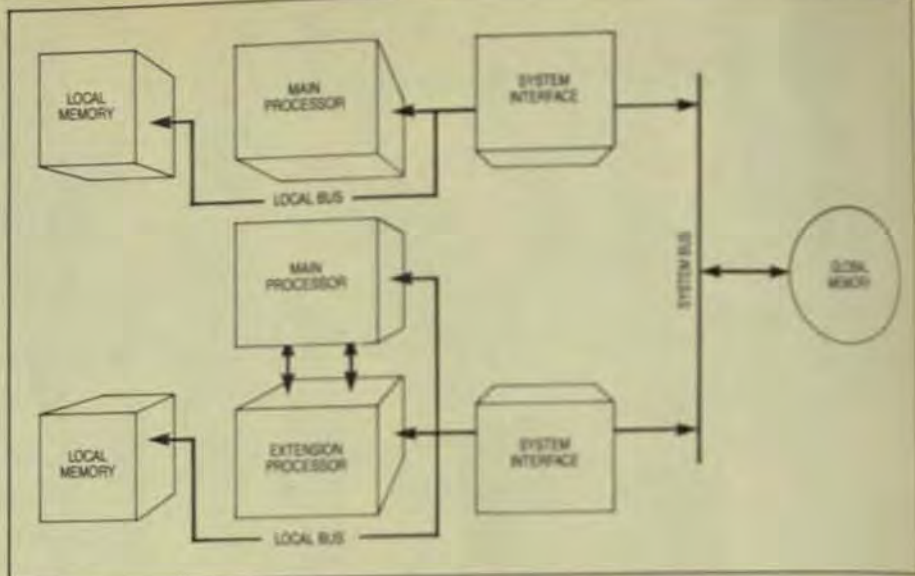 LOCAL
MEMORY
MAIN
PROCESSOR
SYSTEM
INTERFACE
LOCAL BUS
MAIN
PROCESSOR
SYSTEM BUS
GLOBAL
MEMORY
LOCAL
MEMORY
EXTENSION
PROCESSOR
SYSTEM
INTERFACE
LOCAL BUS